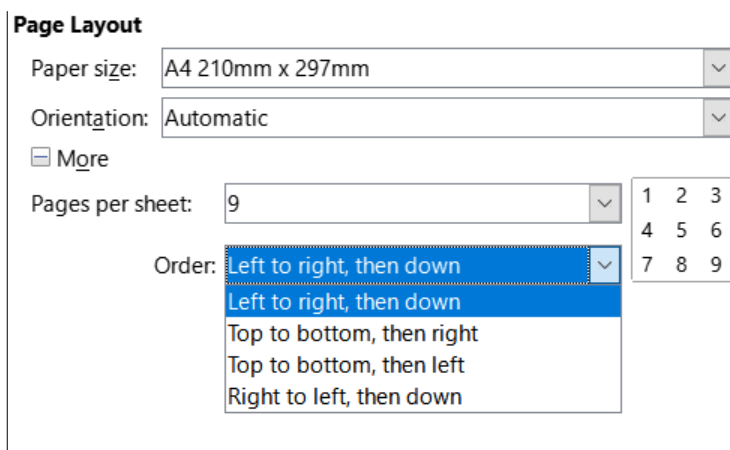 Page Layout
Paper size: A4 210mm x 297mm
Orientation: Automatic
More
Pages per sheet: 9
1 2 3
4 5 6
7 8 9
Order: Left to right, then down
Left to right, then down
Top to bottom, then right
Top to bottom, then left
Right to left, then down